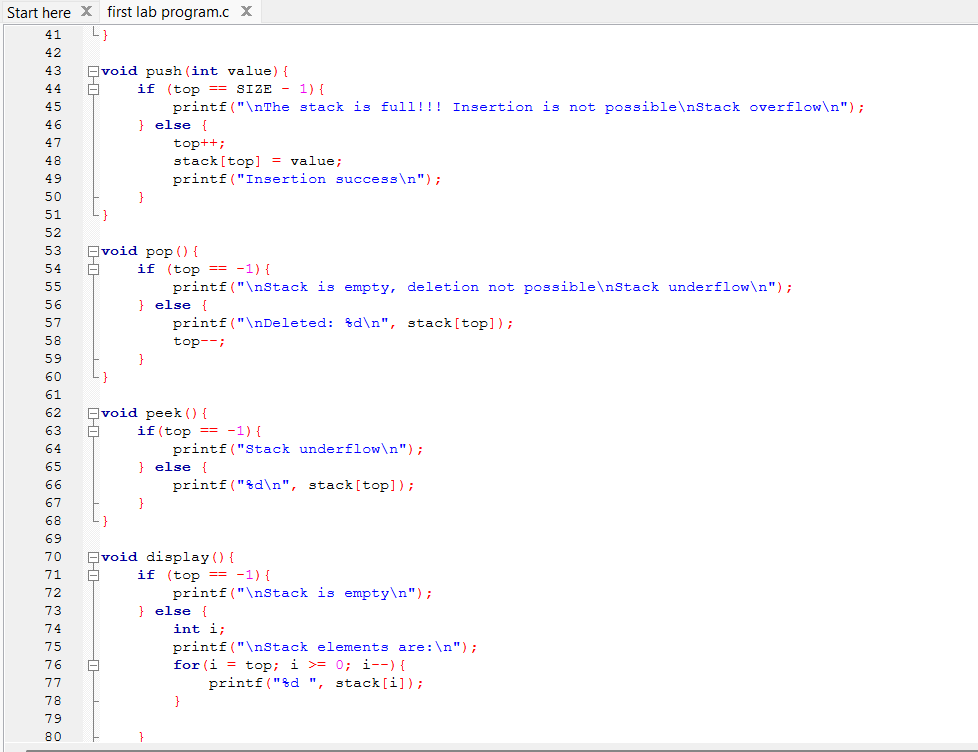 Start here X first lab program.c X
41 }
42
43 void push(int value){
44     if (top == SIZE - 1){
45         printf("\nThe stack is full!!! Insertion is not possible\nStack overflow\n");
46     } else {
47         top++;
48         stack[top] = value;
49         printf("Insertion success\n");
50     }
51 }
52
53 void pop(){
54     if (top == -1){
55         printf("\nStack is empty, deletion not possible\nStack underflow\n");
56     } else {
57         printf("\nDeleted: %d\n", stack[top]);
58         top--;
59     }
60 }
61
62 void peek(){
63     if(top == -1){
64         printf("Stack underflow\n");
65     } else {
66         printf("%d\n", stack[top]);
67     }
68 }
69
70 void display(){
71     if (top == -1){
72         printf("\nStack is empty\n");
73     } else {
74         int i;
75         printf("\nStack elements are:\n");
76         for(i = top; i >= 0; i--){
77             printf("%d ", stack[i]);
78         }
79
80     }